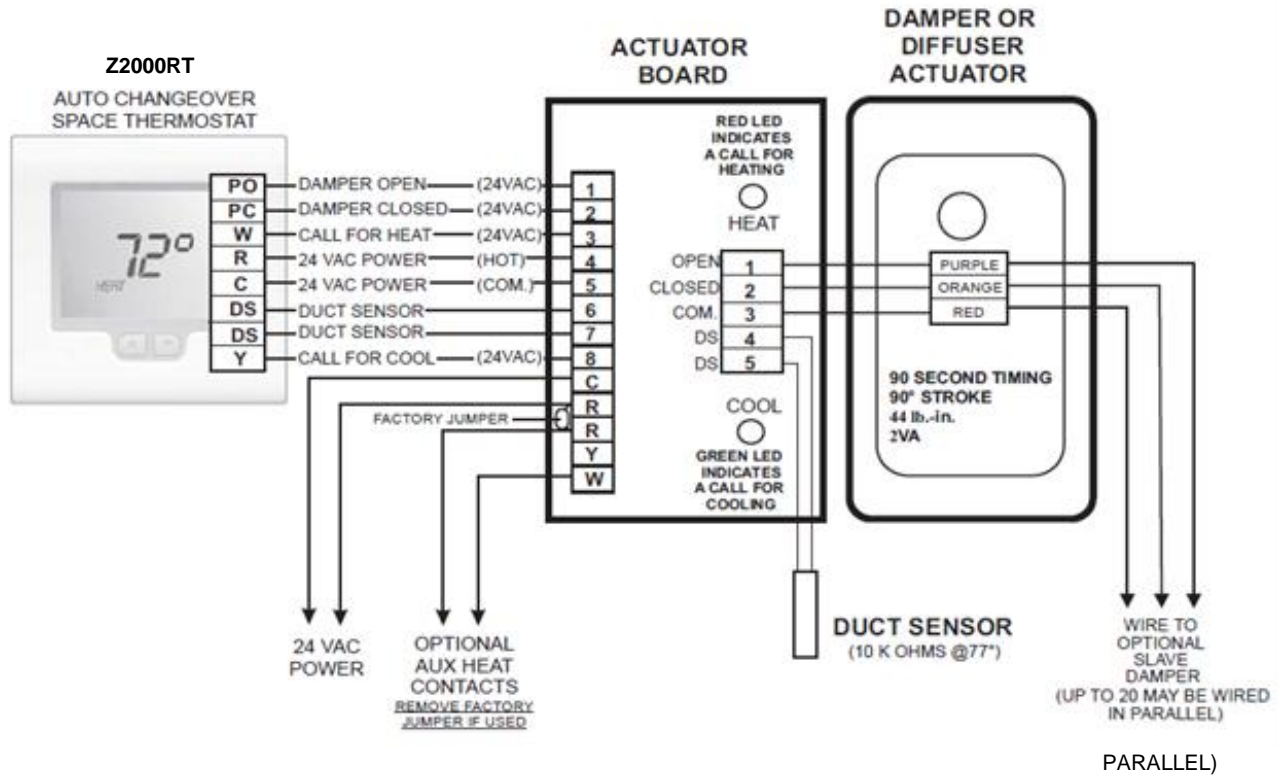 Z2000RT
AUTO CHANGEOVER
SPACE THERMOSTAT
72°
HEAT
PO DAMPER OPEN (24VAC) 1
PC DAMPER CLOSED (24VAC) 2
W CALL FOR HEAT (24VAC) 3
R 24 VAC POWER (HOT) 4
C 24 VAC POWER (COM.) 5
DS DUCT SENSOR 6
DS DUCT SENSOR 7
Y CALL FOR COOL (24VAC) 8
C
FACTORY JUMPER R
R
Y
W
24 VAC
POWER
OPTIONAL
AUX HEAT
CONTACTS
REMOVE FACTORY
JUMPER IF USED
ACTUATOR
BOARD
RED LED
INDICATES
A CALL FOR
HEATING
HEAT
OPEN 1
CLOSED 2
COM. 3
DS 4
DS 5
COOL
GREEN LED
INDICATES
A CALL FOR
COOLING
DUCT SENSOR
(10 K OHMS @77°)
DAMPER OR
DIFFUSER
ACTUATOR
PURPLE
ORANGE
RED
90 SECOND TIMING
90° STROKE
44 lb.-in.
2VA
WIRE TO
OPTIONAL
SLAVE
DAMPER
(UP TO 20 MAY BE WIRED
IN PARALLEL)
PARALLEL)